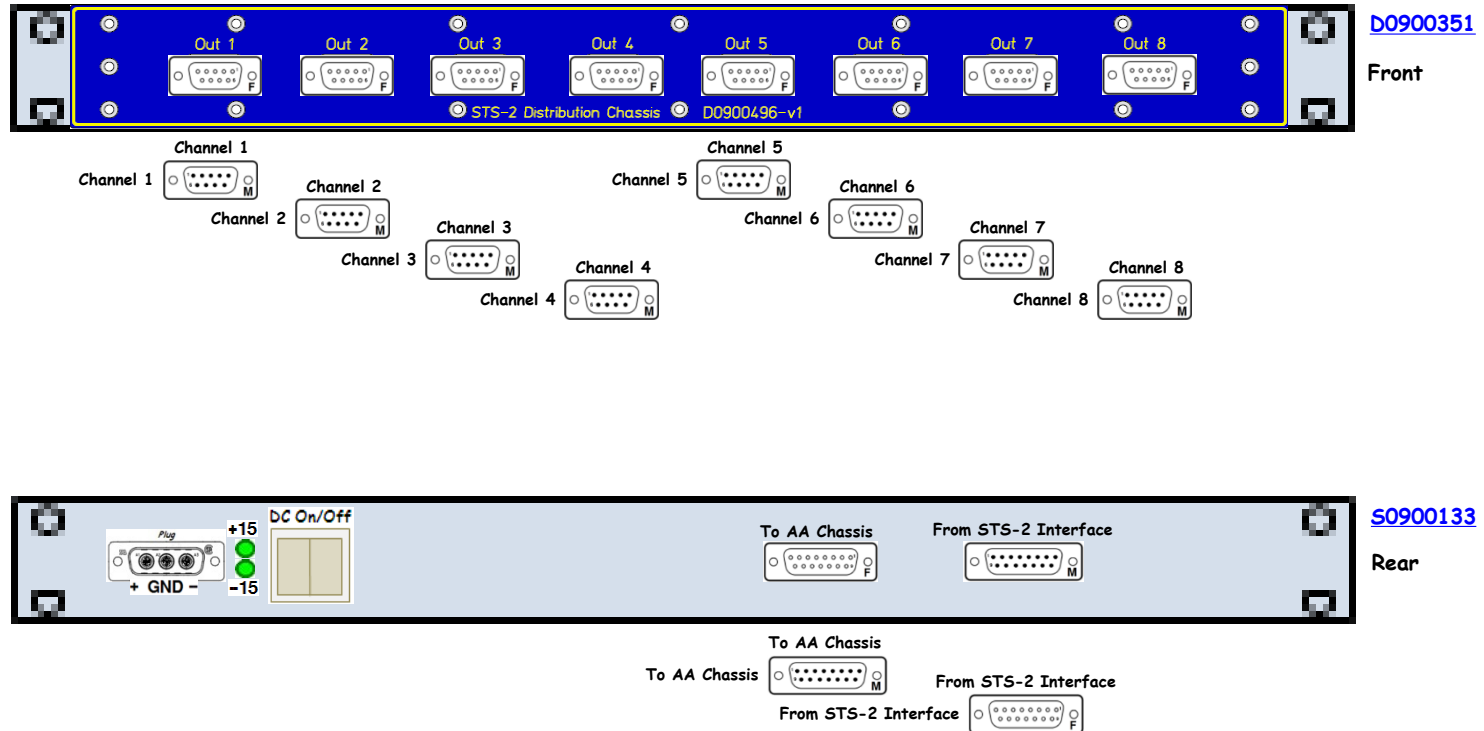 D0900351
Front
Out 1 Out 2 Out 3 Out 4 Out 5 Out 6 Out 7 Out 8
F F F F F F F F
STS-2 Distribution Chassis D0900496-v1
Channel 1 Channel 5
Channel 1 M Channel 5 M
Channel 2 Channel 6
Channel 2 M Channel 6 M
Channel 3 Channel 7
Channel 3 M Channel 7 M
Channel 4 Channel 8
Channel 4 M Channel 8 M
S0900133
Rear
Plug
+ GND -
+15
-15
DC On/Off
To AA Chassis From STS-2 Interface
F M
To AA Chassis
To AA Chassis M
From STS-2 Interface
From STS-2 Interface F